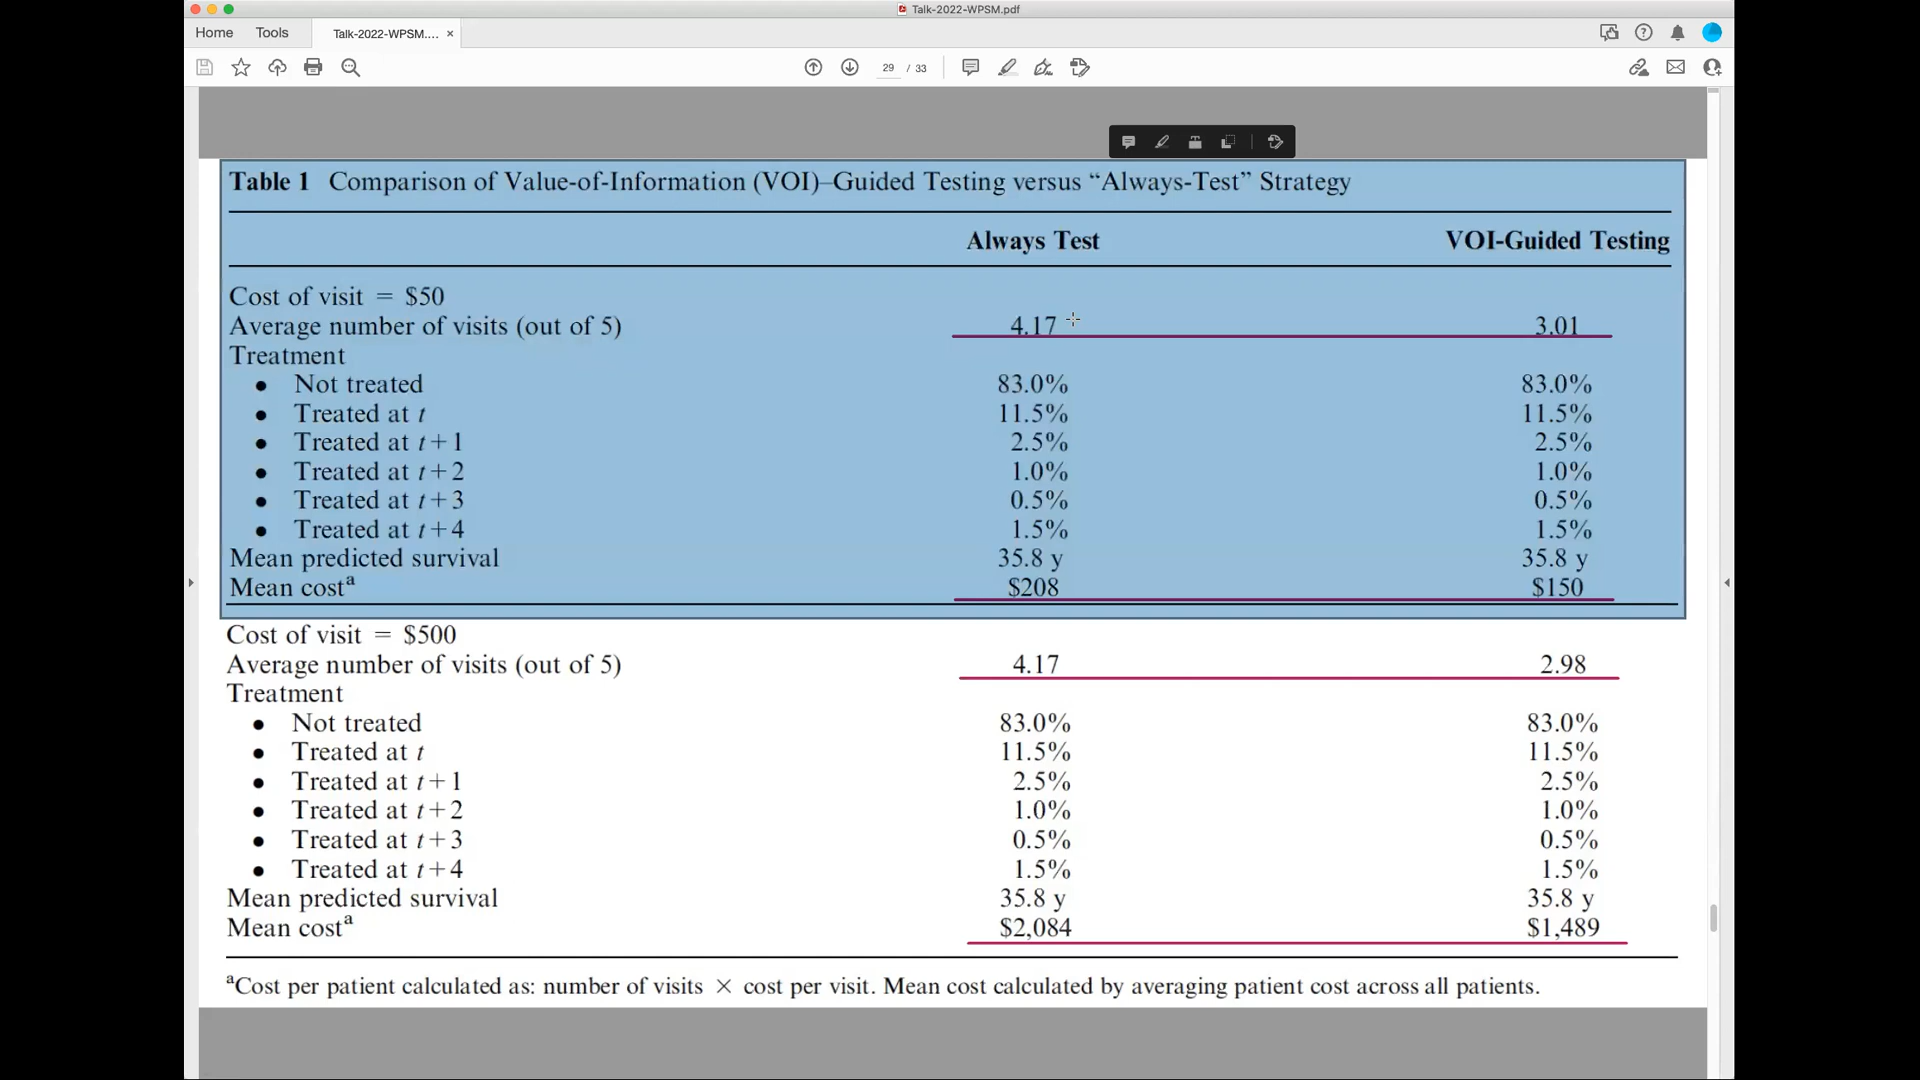 Talk-2022-WPSM.pdf
Home Tools Talk-2022-WPSM.... ×
29 / 33
Table 1 Comparison of Value-of-Information (VOI)–Guided Testing versus “Always-Test” Strategy
Always Test VOI-Guided Testing
Cost of visit = $50
Average number of visits (out of 5) 4.17 3.01
Treatment
• Not treated 83.0% 83.0%
• Treated at t 11.5% 11.5%
• Treated at t+1 2.5% 2.5%
• Treated at t+2 1.0% 1.0%
• Treated at t+3 0.5% 0.5%
• Treated at t+4 1.5% 1.5%
Mean predicted survival 35.8 y 35.8 y
Mean costᵃ $208 $150
Cost of visit = $500
Average number of visits (out of 5) 4.17 2.98
Treatment
• Not treated 83.0% 83.0%
• Treated at t 11.5% 11.5%
• Treated at t+1 2.5% 2.5%
• Treated at t+2 1.0% 1.0%
• Treated at t+3 0.5% 0.5%
• Treated at t+4 1.5% 1.5%
Mean predicted survival 35.8 y 35.8 y
Mean costᵃ $2,084 $1,489
ᵃCost per patient calculated as: number of visits × cost per visit. Mean cost calculated by averaging patient cost across all patients.